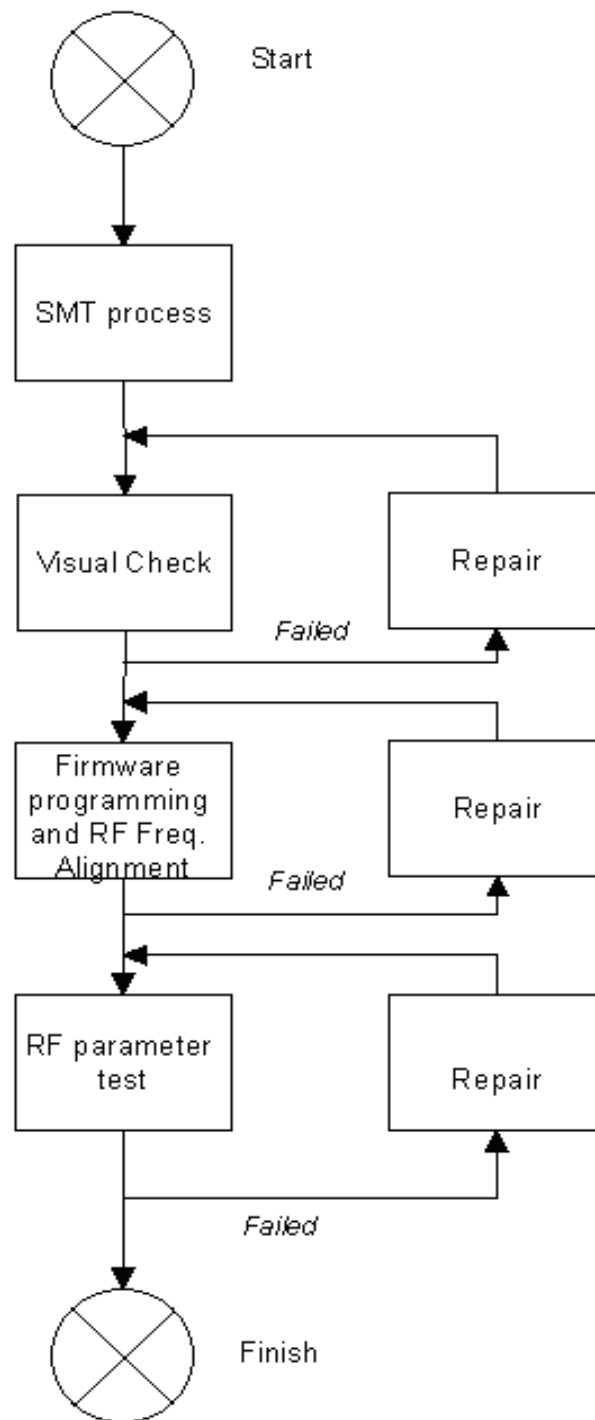 Start
SMT process
Visual Check
Repair
Failed
Firmware
programming
and RF Freq.
Alignment
Repair
Failed
RF parameter
test
Repair
Failed
Finish